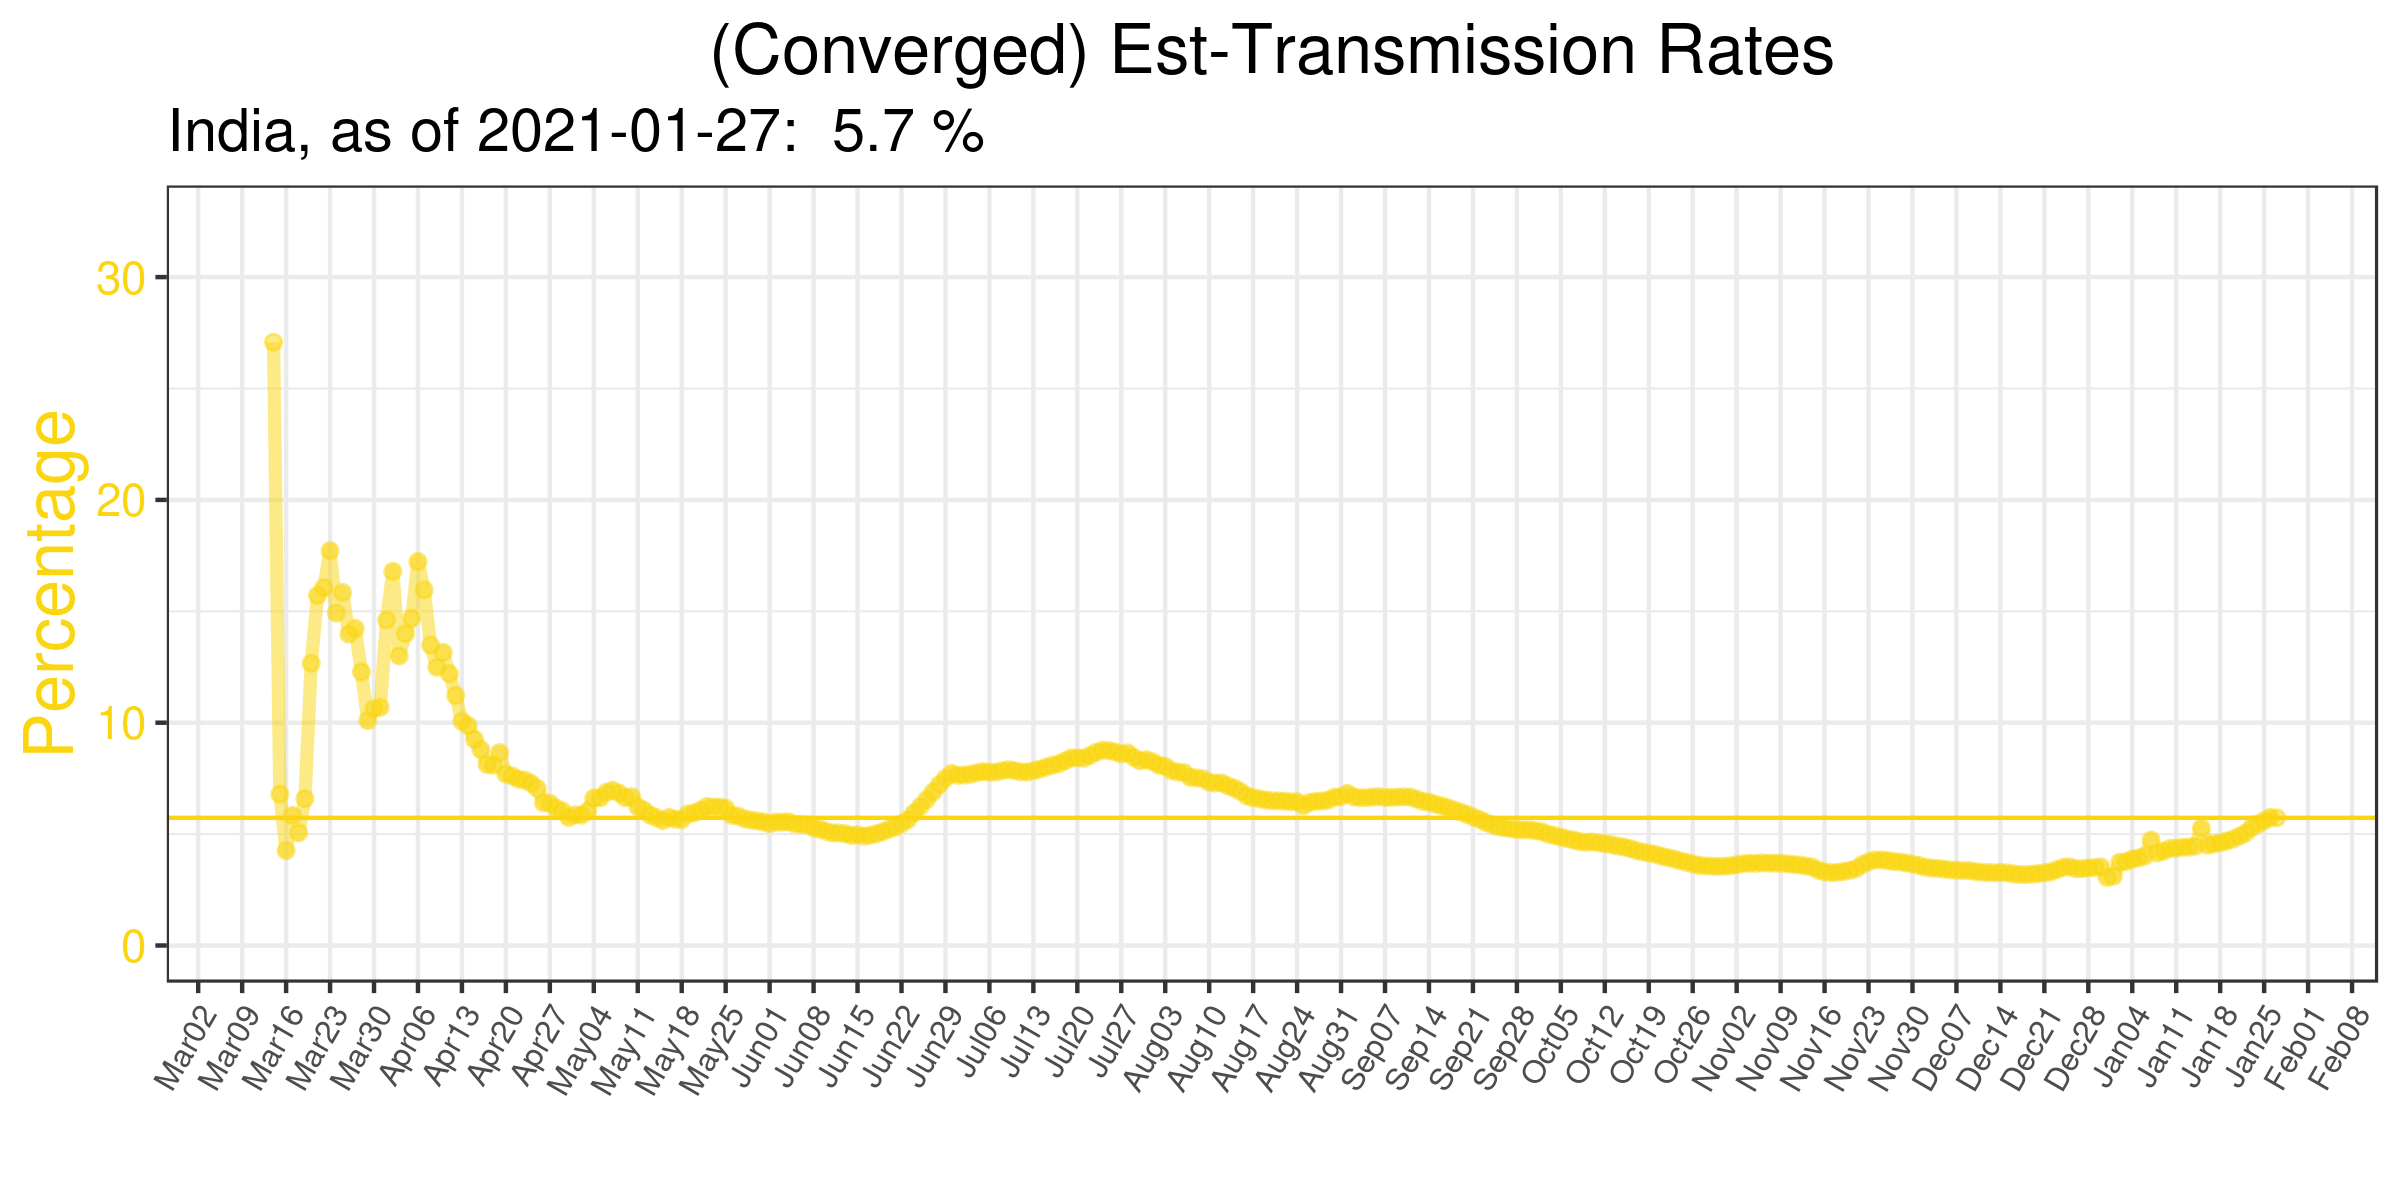 (Converged) Est-Transmission Rates
India, as of 2021-01-27:  5.7 %
Percentage
30
20
10
0
Mar02
Mar09
Mar16
Mar23
Mar30
Apr06
Apr13
Apr20
Apr27
May04
May11
May18
May25
Jun01
Jun08
Jun15
Jun22
Jun29
Jul06
Jul13
Jul20
Jul27
Aug03
Aug10
Aug17
Aug24
Aug31
Sep07
Sep14
Sep21
Sep28
Oct05
Oct12
Oct19
Oct26
Nov02
Nov09
Nov16
Nov23
Nov30
Dec07
Dec14
Dec21
Dec28
Jan04
Jan11
Jan18
Jan25
Feb01
Feb08